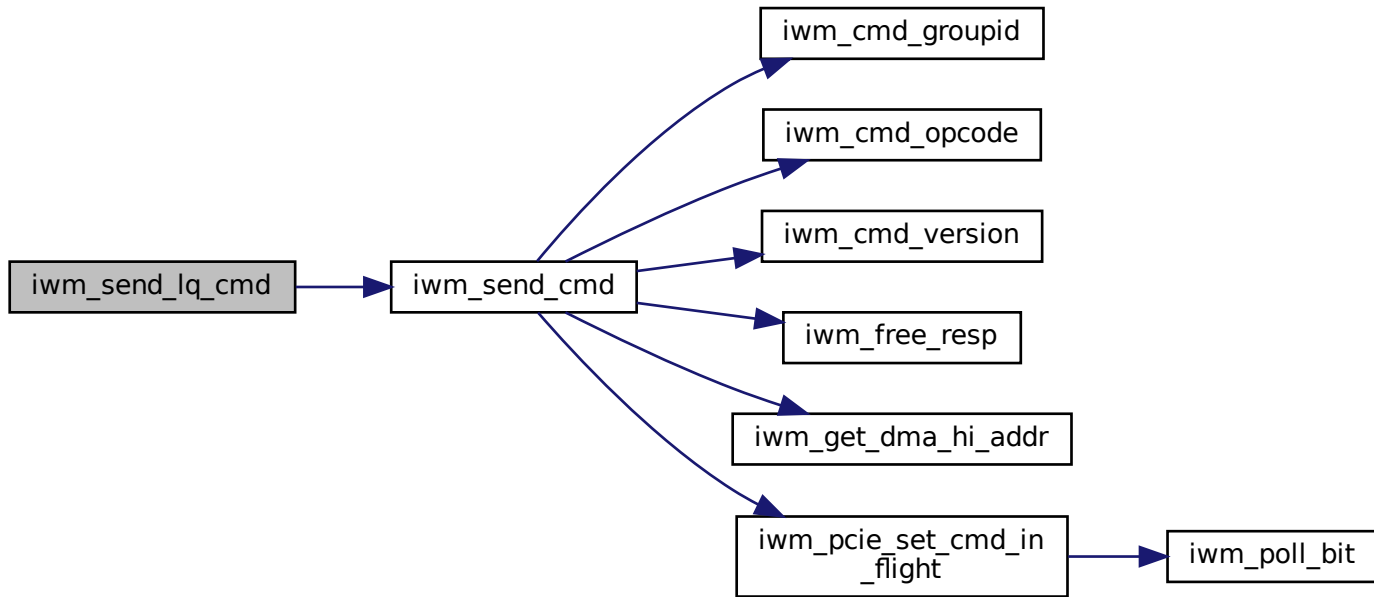 iwm_cmd_groupid
iwm_cmd_opcode
iwm_cmd_version
iwm_send_lq_cmd
iwm_send_cmd
iwm_free_resp
iwm_get_dma_hi_addr
iwm_pcie_set_cmd_in
_flight
iwm_poll_bit